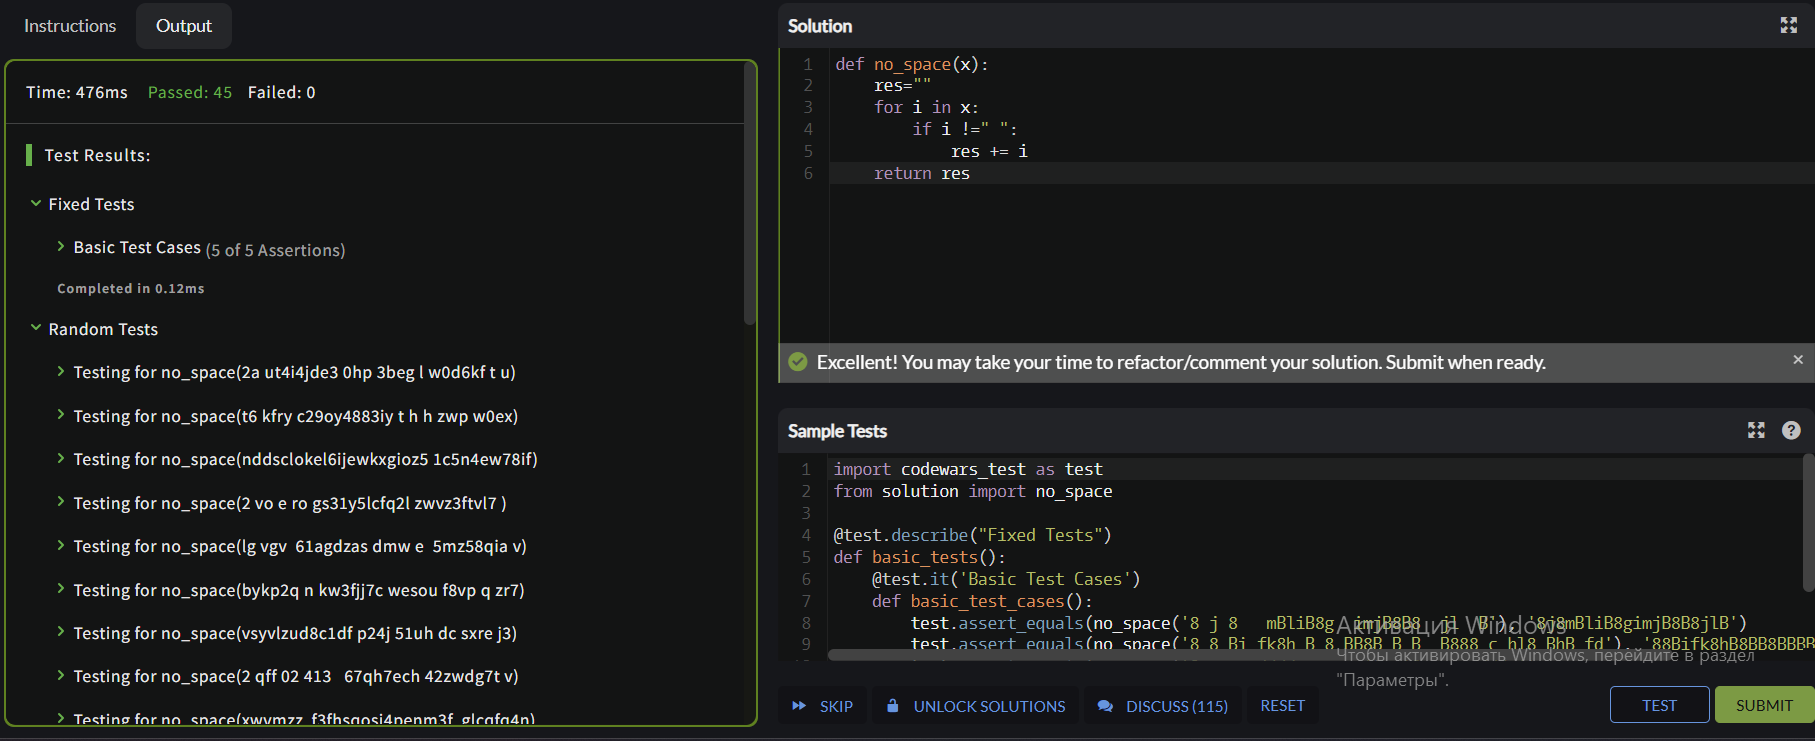 Instructions
Output
Time: 476ms Passed: 45 Failed: 0
Test Results:
Fixed Tests
Basic Test Cases (5 of 5 Assertions)
Completed in 0.12ms
Random Tests
Testing for no_space(2a ut4i4jde3 0hp 3beg l w0d6kf t u)
Testing for no_space(t6 kfry c29oy4883iy t h h zwp w0ex)
Testing for no_space(nddsclokel6ijewkxgioz5 1c5n4ew78if)
Testing for no_space(2 vo e ro gs31y5lcfq2l zwvz3ftvl7 )
Testing for no_space(lg vgv  61agdzas dmw e  5mz58qia v)
Testing for no_space(bykp2q n kw3fjj7c wesou f8vp q zr7)
Testing for no_space(vsyvlzud8c1df p24j 51uh dc sxre j3)
Testing for no_space(2 qff 02 413   67qh7ech 42zwdg7t v)
Testing for no_space(xwvmzz f3fhsqosj4penm3f glcqfq4n)
Solution
1 def no_space(x):
2     res=""
3     for i in x:
4         if i !=" ":
5             res += i
6     return res
Excellent! You may take your time to refactor/comment your solution. Submit when ready.
Sample Tests
1 import codewars_test as test
2 from solution import no_space
3
4 @test.describe("Fixed Tests")
5 def basic_tests():
6     @test.it('Basic Test Cases')
7     def basic_test_cases():
8         test.assert_equals(no_space('8 j 8   mBliB8g  imjB8B8  jl  B'), '8j8mBliB8gimjB8B8jlB')
9         test.assert_equals(no_space('8 8 Bi fk8h B 8 BB8B B B  B888 c hl8 BhB fd'), '88Bifk8hB8BB8BBBB
Активация Windows
Чтобы активировать Windows, перейдите в раздел
"Параметры".
SKIP
UNLOCK SOLUTIONS
DISCUSS (115)
RESET
TEST
SUBMIT